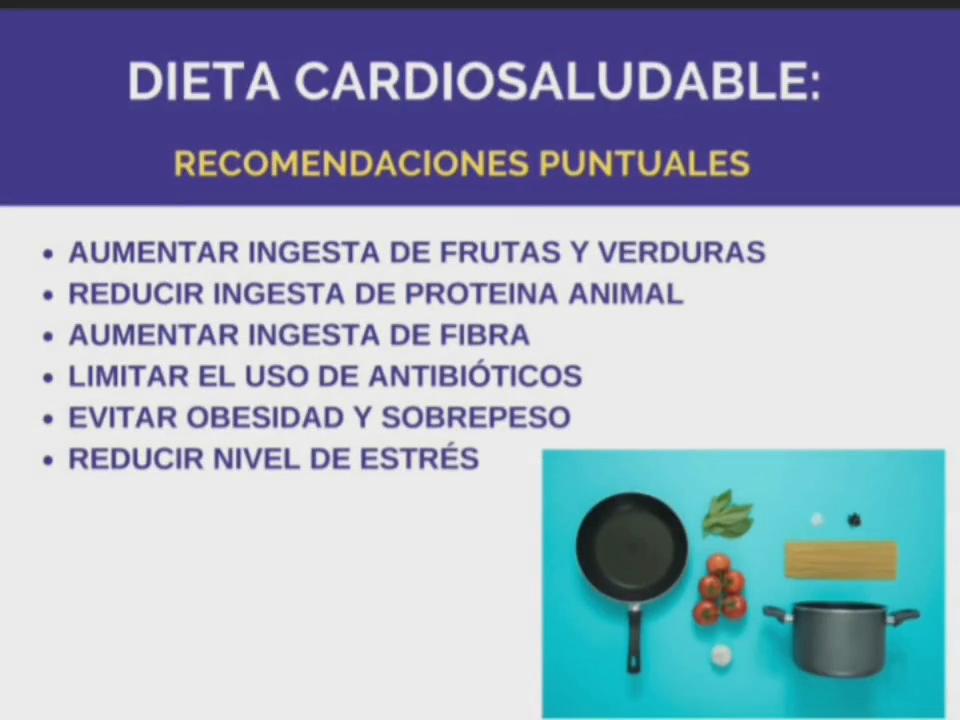 DIETA CARDIOSALUDABLE:
RECOMENDACIONES PUNTUALES
• AUMENTAR INGESTA DE FRUTAS Y VERDURAS
• REDUCIR INGESTA DE PROTEINA ANIMAL
• AUMENTAR INGESTA DE FIBRA
• LIMITAR EL USO DE ANTIBIÓTICOS
• EVITAR OBESIDAD Y SOBREPESO
• REDUCIR NIVEL DE ESTRÉS